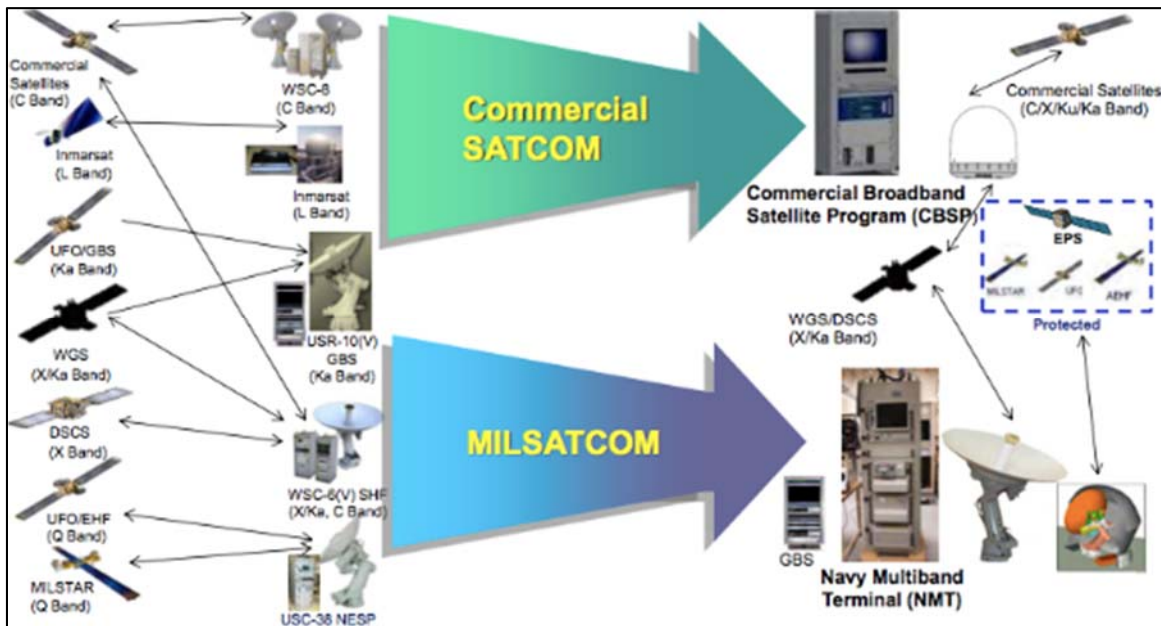 Commercial
Satellites
(C Band)
WSC-8
(C Band)
Inmarsat
(L Band)
Inmarsat
(L Band)
UFO/GBS
(Ka Band)
USR-10(V)
GBS
(Ka Band)
WGS
(X/Ka Band)
DSCS
(X Band)
WSC-6(V) SHF
(X/Ka, C Band)
UFO/EHF
(Q Band)
MILSTAR
(Q Band)
USC-38 NESP
Commercial
SATCOM
MILSATCOM
Commercial Satellites
(C/X/Ku/Ka Band)
Commercial Broadband
Satellite Program (CBSP)
EPS
MILSTAR
UFO
AEHF
Protected
WGS/DSCS
(X/Ka Band)
GBS
Navy Multiband
Terminal (NMT)